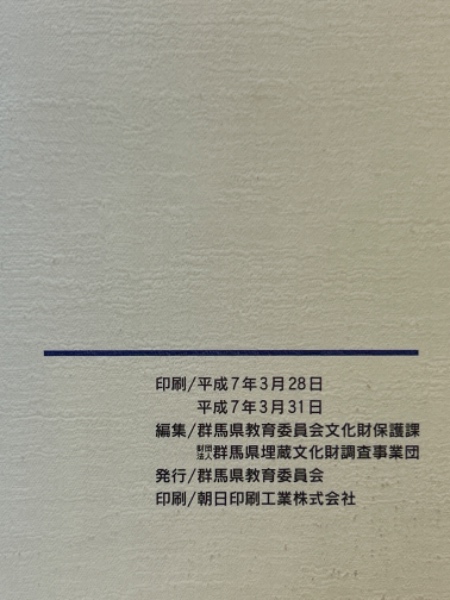 印刷/平成7年3月28日
平成7年3月31日
編集/群馬県教育委員会文化財保護課
財団法人群馬県埋蔵文化財調査事業団
発行/群馬県教育委員会
印刷/朝日印刷工業株式会社